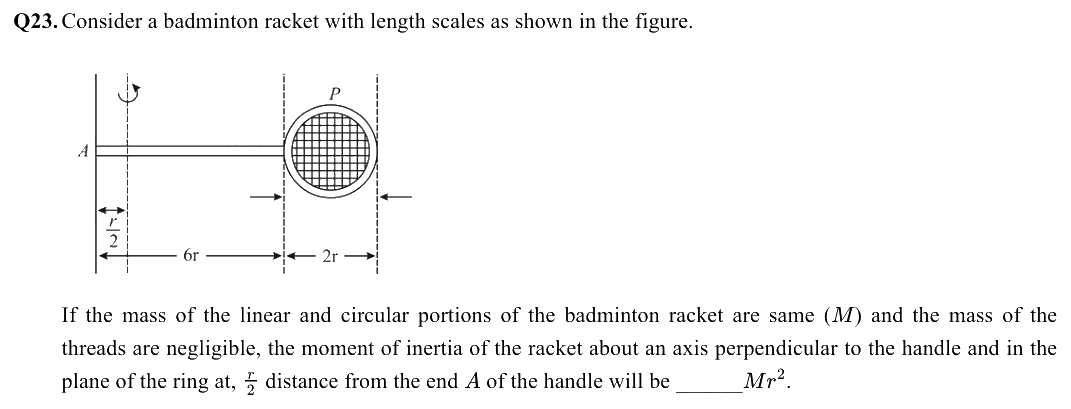 Q23. Consider a badminton racket with length scales as shown in the figure.
P
A
r/2
6r
2r
If the mass of the linear and circular portions of the badminton racket are same (M) and the mass of the
threads are negligible, the moment of inertia of the racket about an axis perpendicular to the handle and in the
plane of the ring at, r/2 distance from the end A of the handle will be ______ Mr².